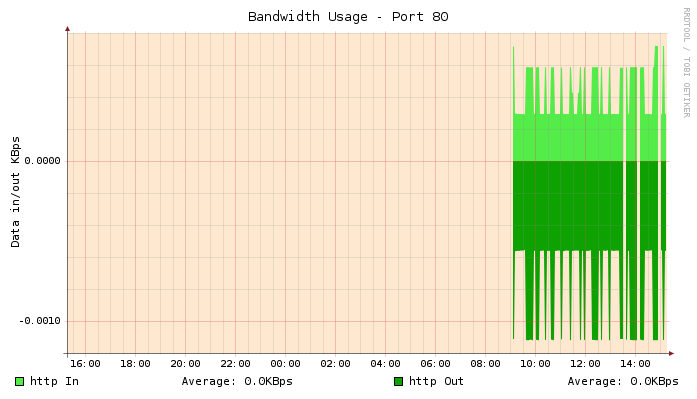 Bandwidth Usage - Port 80
RRDTOOL / TOBI OETIKER
Data in/out KBps
0.0000
-0.0010
16:00 18:00 20:00 22:00 00:00 02:00 04:00 06:00 08:00 10:00 12:00 14:00
http In Average: 0.0KBps http Out Average: 0.0KBps